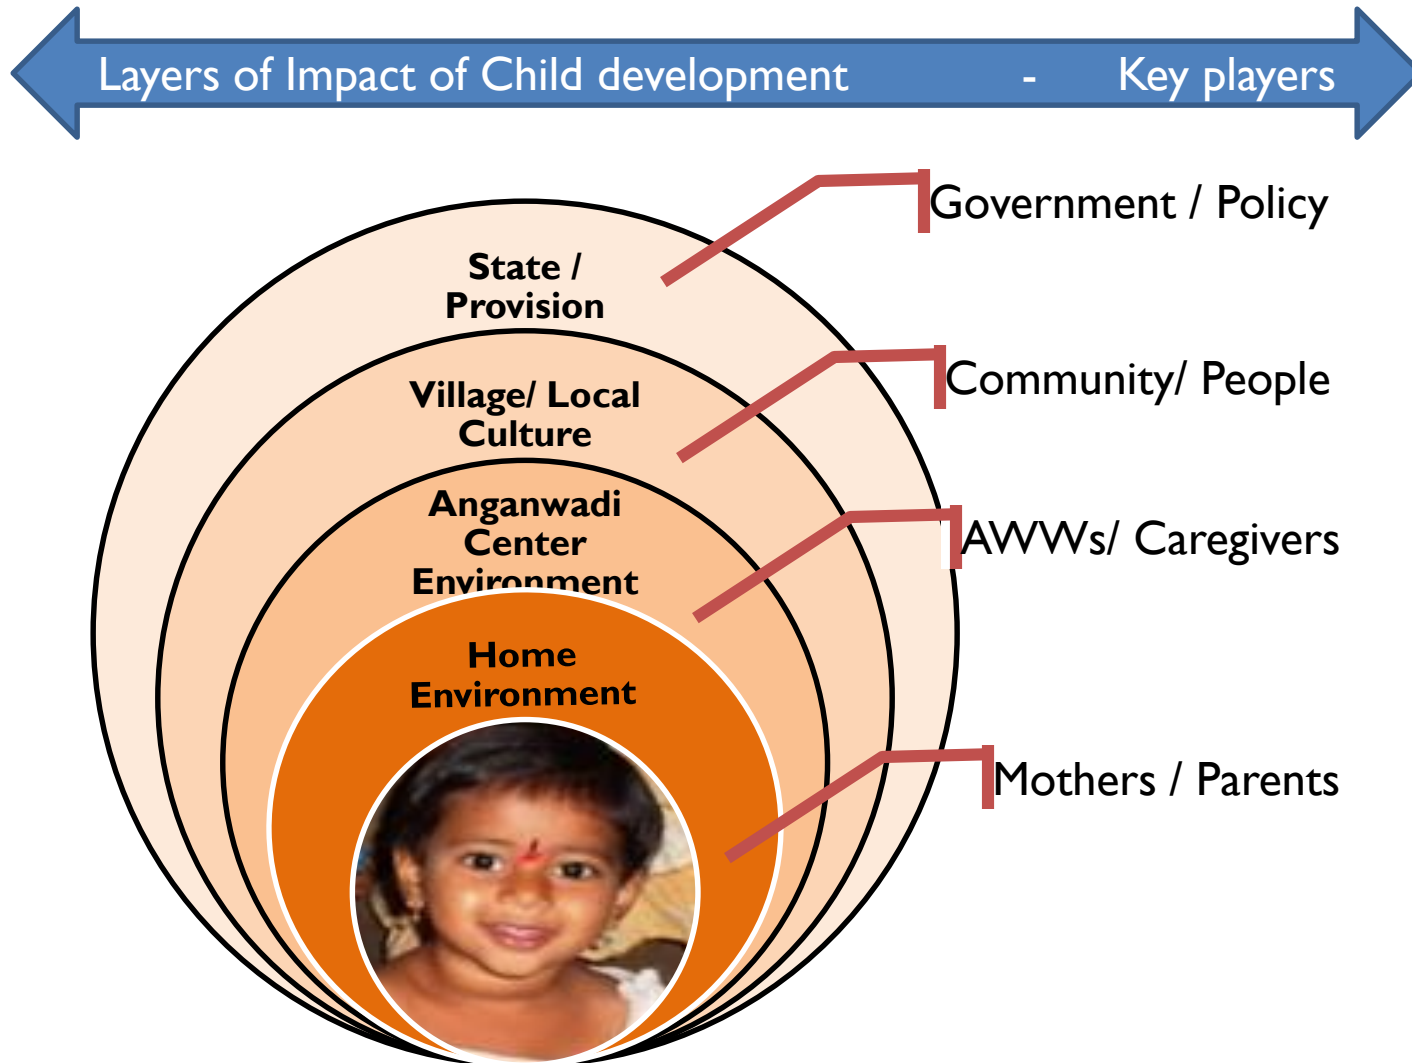 Layers of Impact of Child development - Key players
Government / Policy
State /
Provision
Community/ People
Village/ Local
Culture
AWWs/ Caregivers
Anganwadi
Center
Environment
Home
Environment
Mothers / Parents